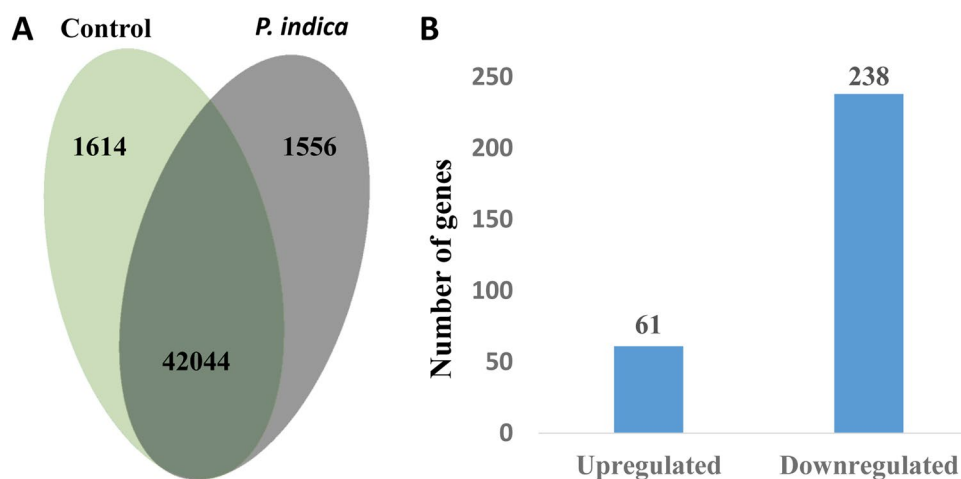 A
Control
P. indica
1614
1556
42044
B
Number of genes
250
200
150
100
50
0
61
238
Upregulated
Downregulated